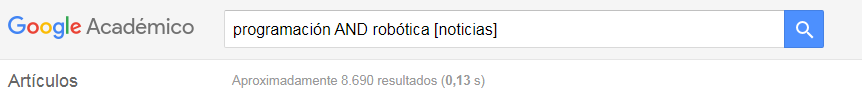 Google Académico
programación AND robótica [noticias]
Artículos
Aproximadamente 8.690 resultados (0,13 s)